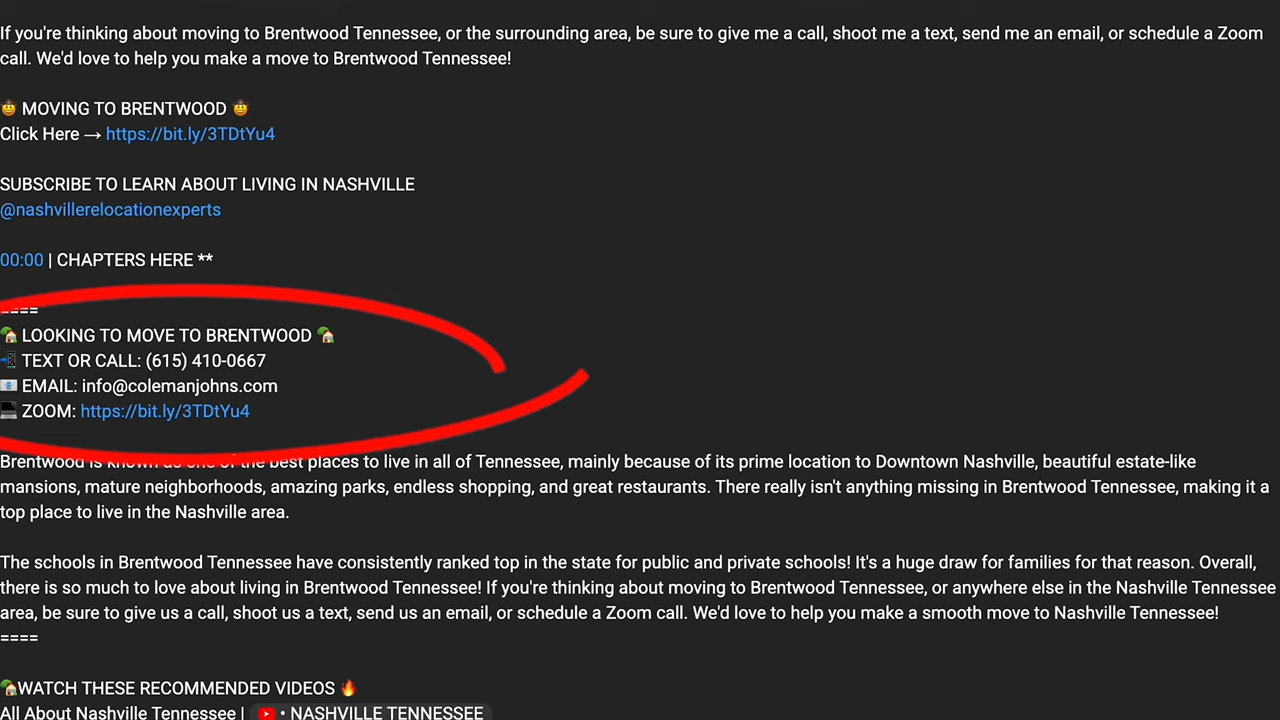 If you're thinking about moving to Brentwood Tennessee, or the surrounding area, be sure to give me a call, shoot me a text, send me an email, or schedule a Zoom
call. We'd love to help you make a move to Brentwood Tennessee!
🤠 MOVING TO BRENTWOOD 🤠
Click Here → https://bit.ly/3TDtYu4
SUBSCRIBE TO LEARN ABOUT LIVING IN NASHVILLE
@nashvillerelocationexperts
00:00 | CHAPTERS HERE **
====
🏡 LOOKING TO MOVE TO BRENTWOOD 🏡
📲 TEXT OR CALL: (615) 410-0667
📧 EMAIL: info@colemanjohns.com
💻 ZOOM: https://bit.ly/3TDtYu4
Brentwood is known as one of the best places to live in all of Tennessee, mainly because of its prime location to Downtown Nashville, beautiful estate-like
mansions, mature neighborhoods, amazing parks, endless shopping, and great restaurants. There really isn't anything missing in Brentwood Tennessee, making it a
top place to live in the Nashville area.
The schools in Brentwood Tennessee have consistently ranked top in the state for public and private schools! It's a huge draw for families for that reason. Overall,
there is so much to love about living in Brentwood Tennessee! If you're thinking about moving to Brentwood Tennessee, or anywhere else in the Nashville Tennessee
area, be sure to give us a call, shoot us a text, send us an email, or schedule a Zoom call. We'd love to help you make a smooth move to Nashville Tennessee!
====
🏡WATCH THESE RECOMMENDED VIDEOS 🔥
All About Nashville Tennessee | • NASHVILLE TENNESSEE